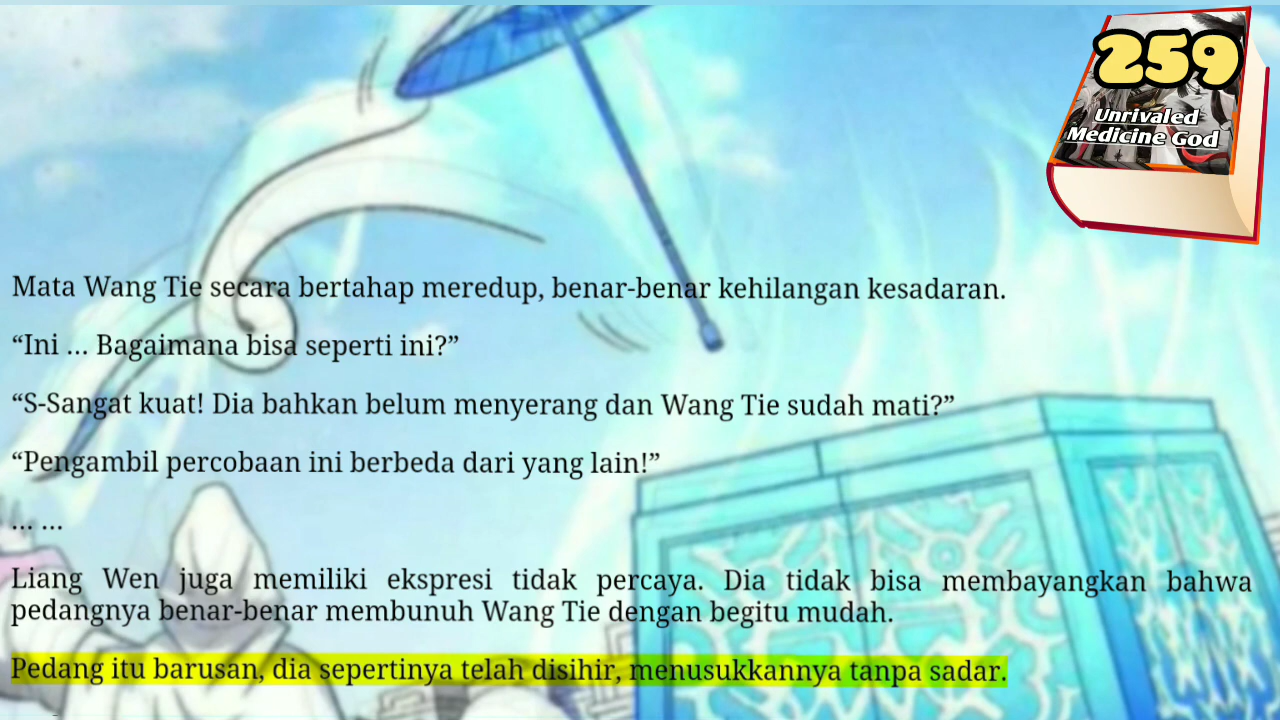 259
Unrivaled
Medicine God
Mata Wang Tie secara bertahap meredup, benar-benar kehilangan kesadaran.
“Ini ... Bagaimana bisa seperti ini?”
“S-Sangat kuat! Dia bahkan belum menyerang dan Wang Tie sudah mati?”
“Pengambil percobaan ini berbeda dari yang lain!”
... ...
Liang Wen juga memiliki ekspresi tidak percaya. Dia tidak bisa membayangkan bahwa
pedangnya benar-benar membunuh Wang Tie dengan begitu mudah.
Pedang itu barusan, dia sepertinya telah disihir, menusukkannya tanpa sadar.